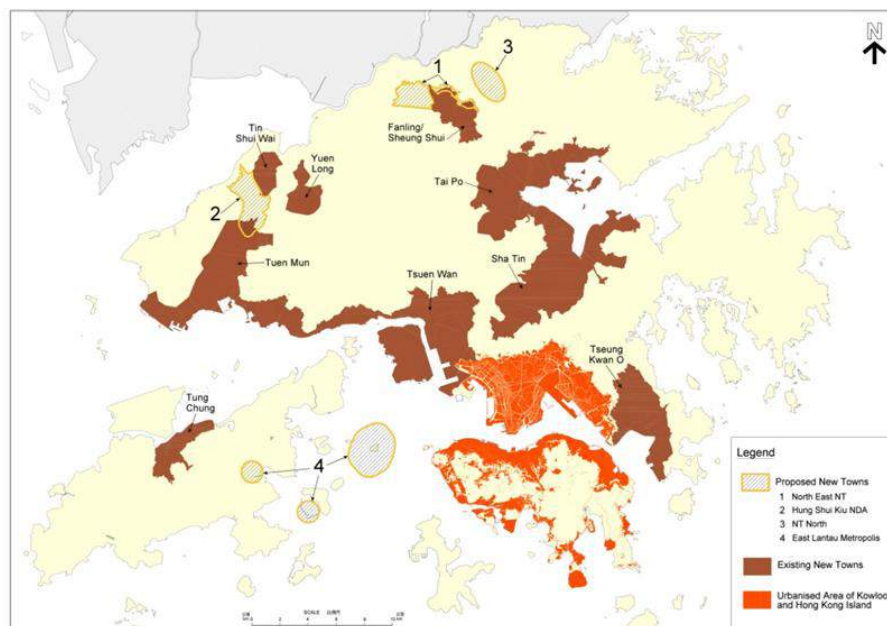 N
3
1
Tin
Shui Wai
Fanling/
Sheung Shui
Yuen
Long
Tai Po
2
Tuen Mun
Tsuen Wan
Sha Tin
Tseung
Kwan O
Tung
Chung
4
Legend
Proposed New Towns
1 North East NT
2 Hung Shui Kiu NDA
3 NT North
4 East Lantau Metropolis
Existing New Towns
Urbanised Area of Kowloo
and Hong Kong Island
SCALE